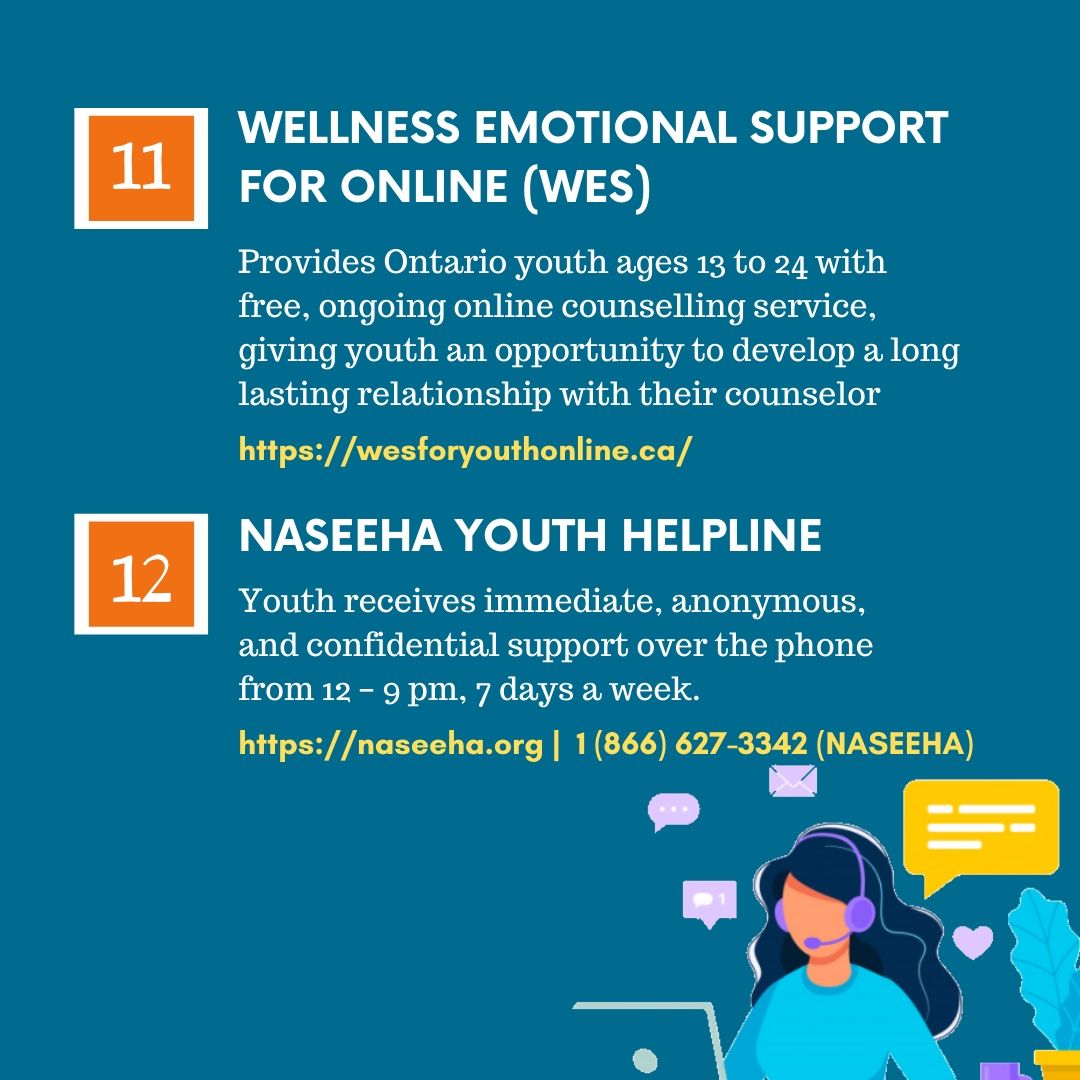 11
WELLNESS EMOTIONAL SUPPORT
FOR ONLINE (WES)
Provides Ontario youth ages 13 to 24 with
free, ongoing online counselling service,
giving youth an opportunity to develop a long
lasting relationship with their counselor
https://wesforyouthonline.ca/
12
NASEEHA YOUTH HELPLINE
Youth receives immediate, anonymous,
and confidential support over the phone
from 12 – 9 pm, 7 days a week.
https://naseeha.org | 1 (866) 627-3342 (NASEEHA)
1